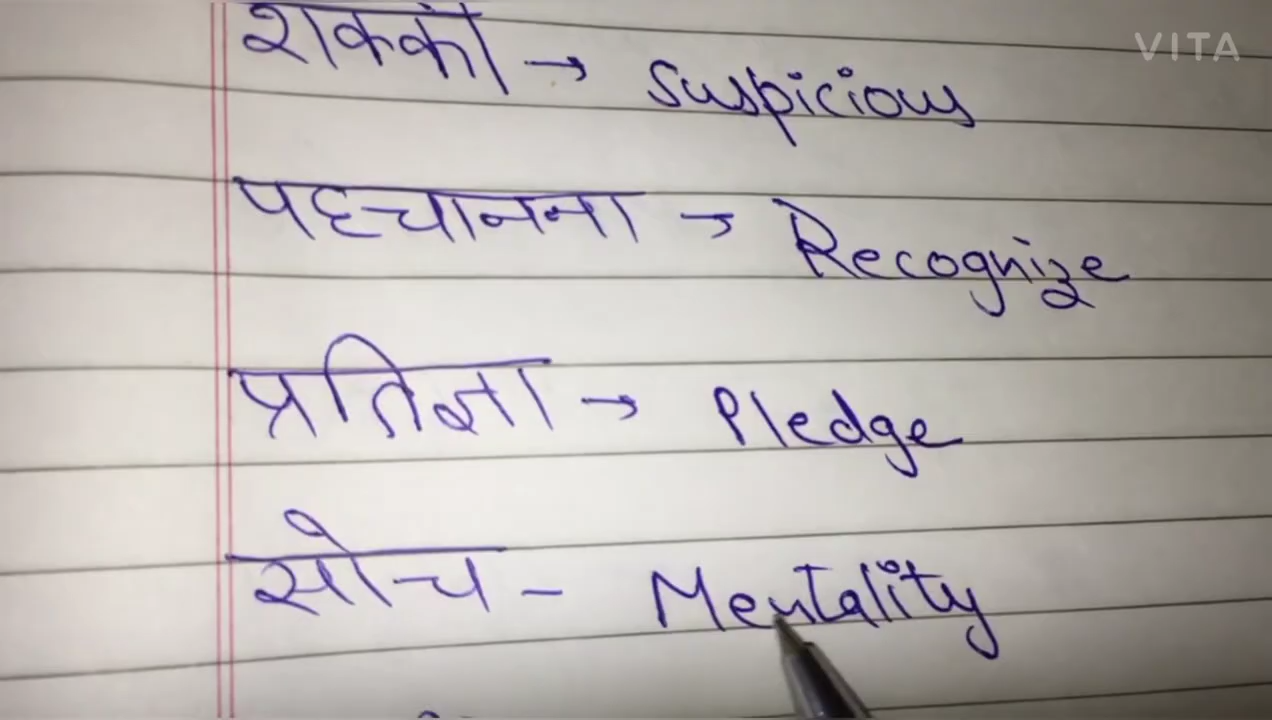 VITA
शक्की → Suspicious
पहचानना → Recognize
प्रतिज्ञा → Pledge
सोच - Mentality